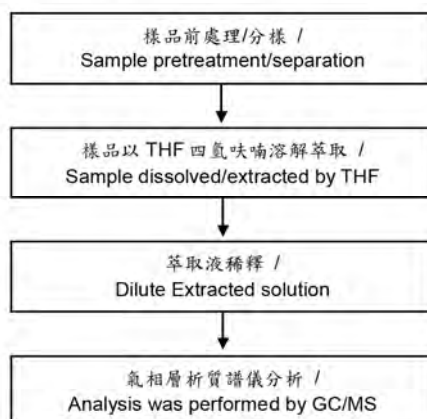 樣品前處理/分樣 /
Sample pretreatment/separation
樣品以 THF 四氫呋喃溶解萃取 /
Sample dissolved/extracted by THF
萃取液稀釋 /
Dilute Extracted solution
氣相層析質譜儀分析 /
Analysis was performed by GC/MS